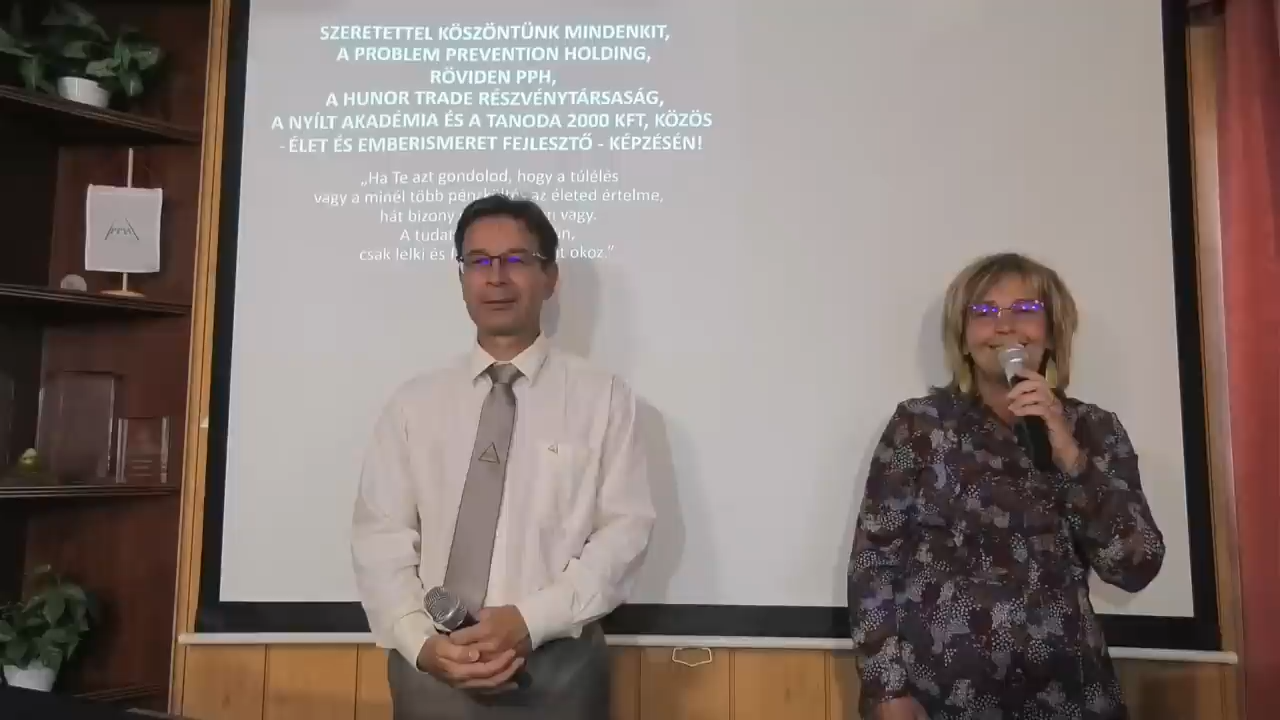 SZERETETTEL KÖSZÖNTÜNK MINDENKIT,
A PROBLEM PREVENTION HOLDING,
RÖVIDEN PPH,
A HUNOR TRADE RÉSZVÉNYTÁRSASÁG,
A NYÍLT AKADÉMIA ÉS A TANODA 2000 KFT, KÖZÖS
- ÉLET ÉS EMBERISMERET FEJLESZTŐ - KÉPZÉSÉN!
„Ha Te azt gondolod, hogy a túlélés
vagy a minél több pénzköltés az életed értelme,
hát bizony vagy.
A
csak lelki és okoz.”